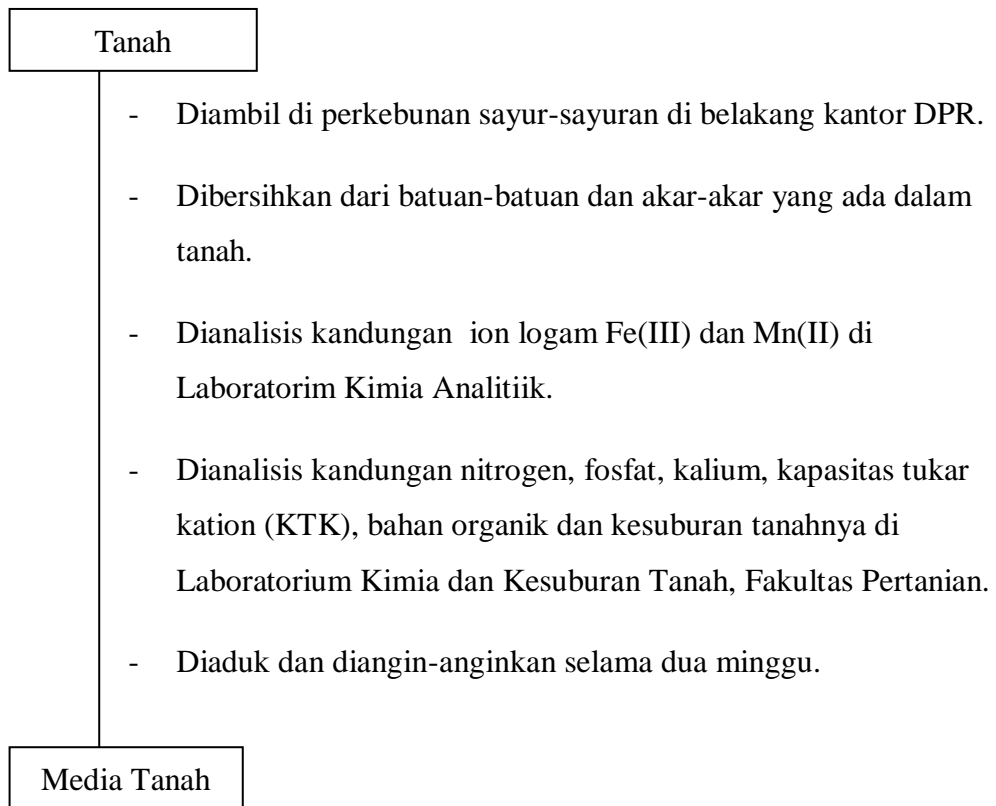 Tanah
- Diambil di perkebunan sayur-sayuran di belakang kantor DPR.
- Dibersihkan dari batuan-batuan dan akar-akar yang ada dalam
tanah.
- Dianalisis kandungan  ion logam Fe(III) dan Mn(II) di
Laboratorim Kimia Analitiik.
- Dianalisis kandungan nitrogen, fosfat, kalium, kapasitas tukar
kation (KTK), bahan organik dan kesuburan tanahnya di
Laboratorium Kimia dan Kesuburan Tanah, Fakultas Pertanian.
- Diaduk dan diangin-anginkan selama dua minggu.
Media Tanah